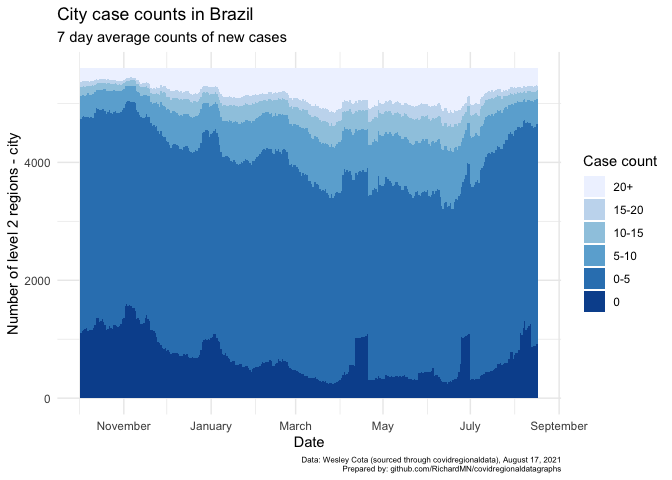 City case counts in Brazil
7 day average counts of new cases
Number of level 2 regions - city
4000
2000
0
November
January
March
May
July
September
Date
Case count
20+
15-20
10-15
5-10
0-5
0
Data: Wesley Cota (sourced through covidregionaldata), August 17, 2021
Prepared by: github.com/RichardMN/covidregionaldatagraphs